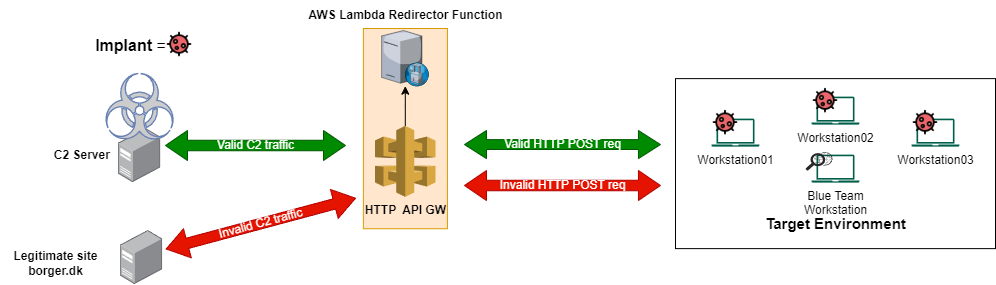 AWS Lambda Redirector Function
Implant =
C2 Server
Valid C2 traffic
Valid HTTP POST req
Invalid HTTP POST req
Invalid C2 traffic
HTTP API GW
Legitimate site
borger.dk
Workstation01
Workstation02
Workstation03
Blue Team
Workstation
Target Environment